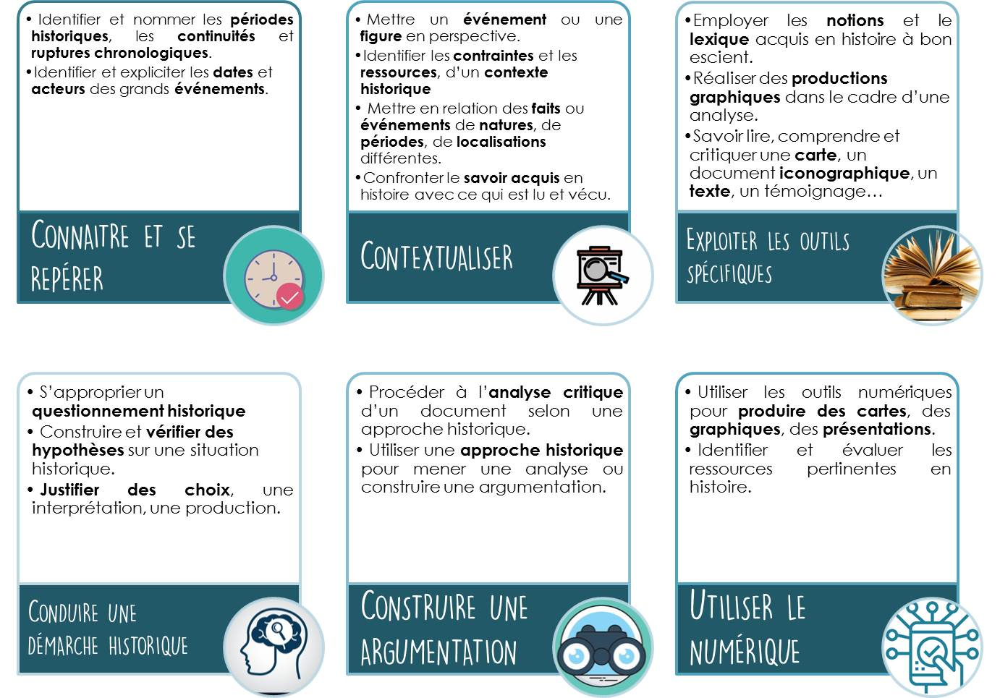 • Identifier et nommer les périodes
historiques, les continuités et
ruptures chronologiques.
•Identifier et expliciter les dates et
acteurs des grands événements.
CONNAITRE ET SE
REPÉRER
• Mettre un événement ou une
figure en perspective.
•Identifier les contraintes et les
ressources, d’un contexte
historique
• Mettre en relation des faits ou
événements de natures, de
périodes, de localisations
différentes.
•Confronter le savoir acquis en
histoire avec ce qui est lu et vécu.
CONTEXTUALISER
•Employer les notions et le
lexique acquis en histoire à bon
escient.
•Réaliser des productions
graphiques dans le cadre d’une
analyse.
•Savoir lire, comprendre et
critiquer une carte, un
document iconographique, un
texte, un témoignage…
EXPLOITER LES OUTILS
SPÉCIFIQUES
• S’approprier un
questionnement historique
• Construire et vérifier des
hypothèses sur une situation
historique.
• Justifier des choix, une
interprétation, une production.
CONDUIRE UNE
DÉMARCHE HISTORIQUE
• Procéder à l’analyse critique
d’un document selon une
approche historique.
• Utiliser une approche historique
pour mener une analyse ou
construire une argumentation.
CONSTRUIRE UNE
ARGUMENTATION
• Utiliser les outils numériques
pour produire des cartes, des
graphiques, des présentations.
• Identifier et évaluer les
ressources pertinentes en
histoire.
UTILISER LE
NUMÉRIQUE